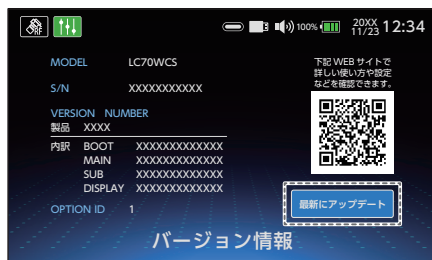 RF 100% 20XX 11/23 12:34
MODEL LC70WCS
S/N XXXXXXXXXXX
VERSION NUMBER
製品 XXXX
内訳 BOOT XXXXXXXXXXXXX
MAIN XXXXXXXXXXXXX
SUB XXXXXXXXXXXXX
DISPLAY XXXXXXXXXXXXX
OPTION ID 1
下記 WEB サイトで
詳しい使い方や設定
などを確認できます。
最新にアップデート
バージョン情報